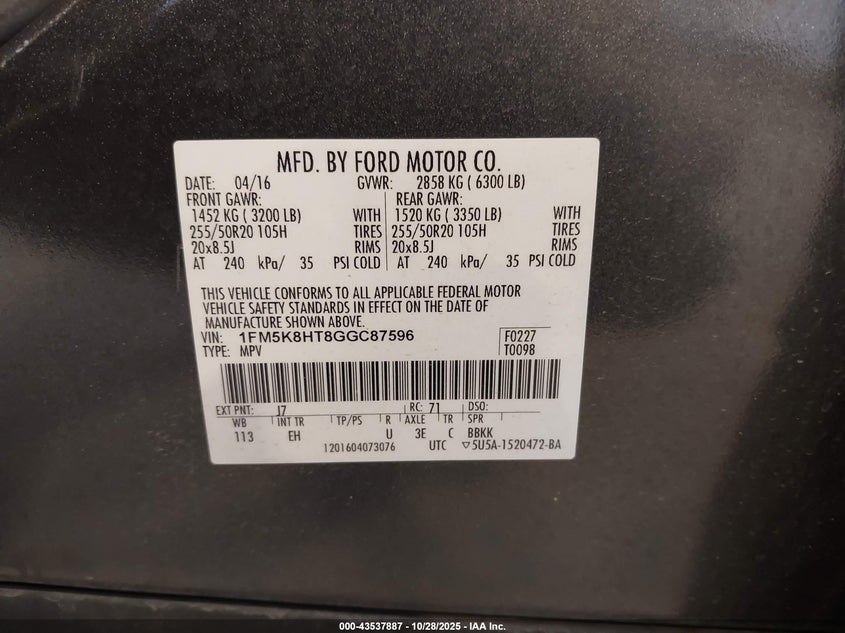 MFD. BY FORD MOTOR CO.
DATE: 04/16 GVWR: 2858 KG ( 6300 LB)
FRONT GAWR: REAR GAWR:
1452 KG ( 3200 LB) WITH 1520 KG ( 3350 LB) WITH
255/50R20 105H TIRES 255/50R20 105H TIRES
20x8.5J RIMS 20x8.5J RIMS
AT 240 kPa/ 35 PSI COLD AT 240 kPa/ 35 PSI COLD
THIS VEHICLE CONFORMS TO ALL APPLICABLE FEDERAL MOTOR
VEHICLE SAFETY STANDARDS IN EFFECT ON THE DATE OF
MANUFACTURE SHOWN ABOVE.
VIN: 1FM5K8HT8GGC87596 F0227
TYPE: MPV T0098
EXT PNT: J7 RC: 71 DSO:
WB INT TR TP/PS R AXLE TR SPR
113 EH U 3E C BBKK
1201604073076 UTC ▽5U5A-1520472-BA
000-43537887 - 10/28/2025 - IAA Inc.